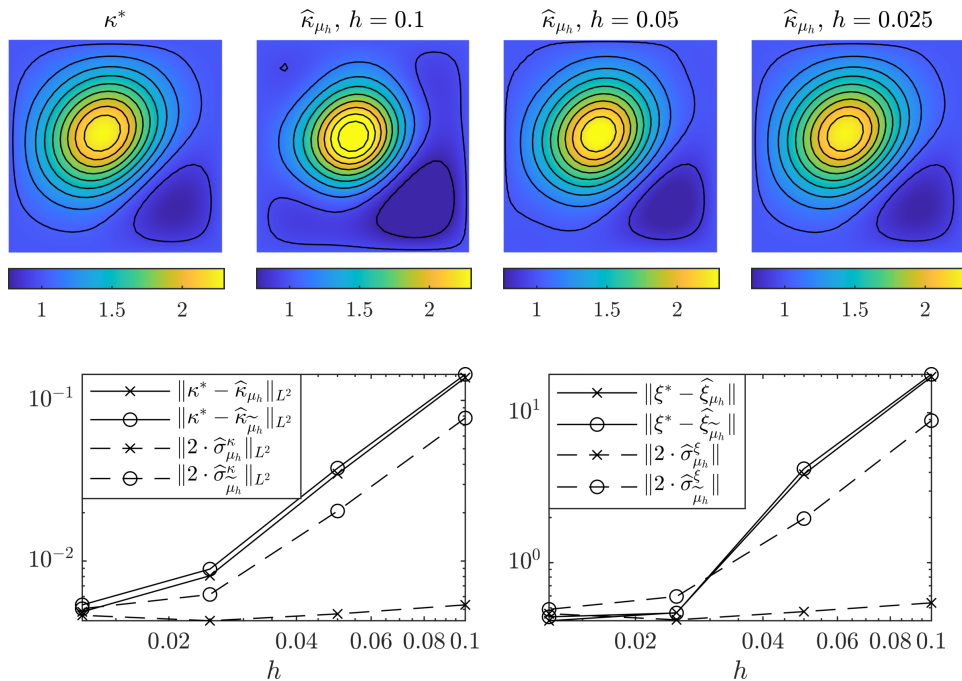 κ* κ̂_{μ_h}, h = 0.1 κ̂_{μ_h}, h = 0.05 κ̂_{μ_h}, h = 0.025
1 1.5 2 1 1.5 2 1 1.5 2 1 1.5 2
10^{-1}
10^{-2}
‖κ* − κ̂_{μ_h}‖_{L²}
‖κ* − κ̂_{μ̃_h}‖_{L²}
‖2 · σ̂^κ_{μ_h}‖_{L²}
‖2 · σ̂^κ_{μ̃_h}‖_{L²}
0.02 0.04 0.06 0.08 0.1
h
10^1
10^0
‖ξ* − ξ̂_{μ_h}‖
‖ξ* − ξ̂_{μ̃_h}‖
‖2 · σ̂^ξ_{μ_h}‖
‖2 · σ̂^ξ_{μ̃_h}‖
0.02 0.04 0.06 0.08 0.1
h